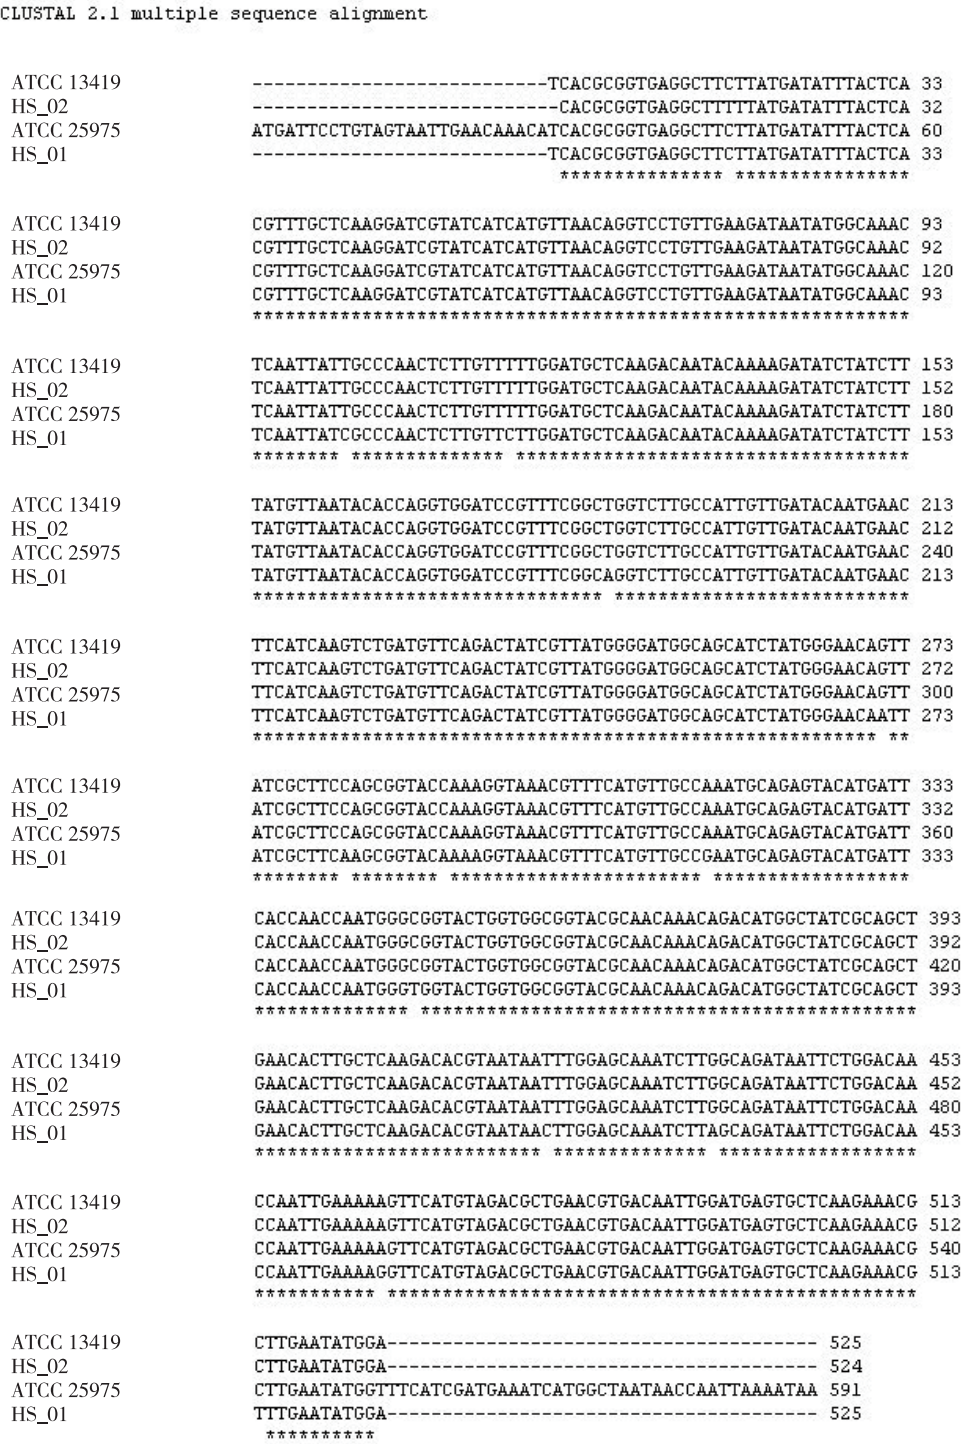 CLUSTAL 2.1 multiple sequence alignment
ATCC 13419 ---------------------------TCACGCGGTGAGGCTTCTTATGATATTTACTCA 33
HS_02 ----------------------------CACGCGGTGAGGCTTTTTATGATATTTACTCA 32
ATCC 25975 ATGATTCCTGTAGTAATTGAACAAACATCACGCGGTGAGGCTTCTTATGATATTTACTCA 60
HS_01 ---------------------------TCACGCGGTGAGGCTTCTTATGATATTTACTCA 33
*************** ****************
ATCC 13419 CGTTTGCTCAAGGATCGTATCATCATGTTAACAGGTCCTGTTGAAGATAATATGGCAAAC 93
HS_02 CGTTTGCTCAAGGATCGTATCATCATGTTAACAGGTCCTGTTGAAGATAATATGGCAAAC 92
ATCC 25975 CGTTTGCTCAAGGATCGTATCATCATGTTAACAGGTCCTGTTGAAGATAATATGGCAAAC 120
HS_01 CGTTTGCTCAAGGATCGTATCATCATGTTAACAGGTCCTGTTGAAGATAATATGGCAAAC 93
************************************************************
ATCC 13419 TCAATTATTGCCCAACTCTTGTTTTTGGATGCTCAAGACAATACAAAAGATATCTATCTT 153
HS_02 TCAATTATTGCCCAACTCTTGTTTTTGGATGCTCAAGACAATACAAAAGATATCTATCTT 152
ATCC 25975 TCAATTATTGCCCAACTCTTGTTTTTGGATGCTCAAGACAATACAAAAGATATCTATCTT 180
HS_01 TCAATTATCGCCCAACTCTTGTTCTTGGATGCTCAAGACAATACAAAAGATATCTATCTT 153
******** ************** ************************************
ATCC 13419 TATGTTAATACACCAGGTGGATCCGTTTCGGCTGGTCTTGCCATTGTTGATACAATGAAC 213
HS_02 TATGTTAATACACCAGGTGGATCCGTTTCGGCTGGTCTTGCCATTGTTGATACAATGAAC 212
ATCC 25975 TATGTTAATACACCAGGTGGATCCGTTTCGGCTGGTCTTGCCATTGTTGATACAATGAAC 240
HS_01 TATGTTAATACACCAGGTGGATCCGTTTCGGCAGGTCTTGCCATTGTTGATACAATGAAC 213
******************************** ***************************
ATCC 13419 TTCATCAAGTCTGATGTTCAGACTATCGTTATGGGGATGGCAGCATCTATGGGAACAGTT 273
HS_02 TTCATCAAGTCTGATGTTCAGACTATCGTTATGGGGATGGCAGCATCTATGGGAACAGTT 272
ATCC 25975 TTCATCAAGTCTGATGTTCAGACTATCGTTATGGGGATGGCAGCATCTATGGGAACAGTT 300
HS_01 TTCATCAAGTCTGATGTTCAGACTATCGTTATGGGGATGGCAGCATCTATGGGAACAATT 273
********************************************************* **
ATCC 13419 ATCGCTTCCAGCGGTACCAAAGGTAAACGTTTCATGTTGCCAAATGCAGAGTACATGATT 333
HS_02 ATCGCTTCCAGCGGTACCAAAGGTAAACGTTTCATGTTGCCAAATGCAGAGTACATGATT 332
ATCC 25975 ATCGCTTCCAGCGGTACCAAAGGTAAACGTTTCATGTTGCCAAATGCAGAGTACATGATT 360
HS_01 ATCGCTTCAAGCGGTACAAAAGGTAAACGTTTCATGTTGCCGAATGCAGAGTACATGATT 333
******** ******** *********************** ******************
ATCC 13419 CACCAACCAATGGGCGGTACTGGTGGCGGTACGCAACAAACAGACATGGCTATCGCAGCT 393
HS_02 CACCAACCAATGGGCGGTACTGGTGGCGGTACGCAACAAACAGACATGGCTATCGCAGCT 392
ATCC 25975 CACCAACCAATGGGCGGTACTGGTGGCGGTACGCAACAAACAGACATGGCTATCGCAGCT 420
HS_01 CACCAACCAATGGGTGGTACTGGTGGCGGTACGCAACAAACAGACATGGCTATCGCAGCT 393
************** *********************************************
ATCC 13419 GAACACTTGCTCAAGACACGTAATAATTTGGAGCAAATCTTGGCAGATAATTCTGGACAA 453
HS_02 GAACACTTGCTCAAGACACGTAATAATTTGGAGCAAATCTTGGCAGATAATTCTGGACAA 452
ATCC 25975 GAACACTTGCTCAAGACACGTAATAATTTGGAGCAAATCTTGGCAGATAATTCTGGACAA 480
HS_01 GAACACTTGCTCAAGACACGTAATAACTTGGAGCAAATCTTAGCAGATAATTCTGGACAA 453
************************** ************** ******************
ATCC 13419 CCAATTGAAAAAGTTCATGTAGACGCTGAACGTGACAATTGGATGAGTGCTCAAGAAACG 513
HS_02 CCAATTGAAAAAGTTCATGTAGACGCTGAACGTGACAATTGGATGAGTGCTCAAGAAACG 512
ATCC 25975 CCAATTGAAAAAGTTCATGTAGACGCTGAACGTGACAATTGGATGAGTGCTCAAGAAACG 540
HS_01 CCAATTGAAAAGGTTCATGTAGACGCTGAACGTGACAATTGGATGAGTGCTCAAGAAACG 513
*********** ************************************************
ATCC 13419 CTTGAATATGGA--------------------------------------- 525
HS_02 CTTGAATATGGA--------------------------------------- 524
ATCC 25975 CTTGAATATGGTTTCATCGATGAAATCATGGCTAATAACCAATTAAAATAA 591
HS_01 TTTGAATATGGA--------------------------------------- 525
**********